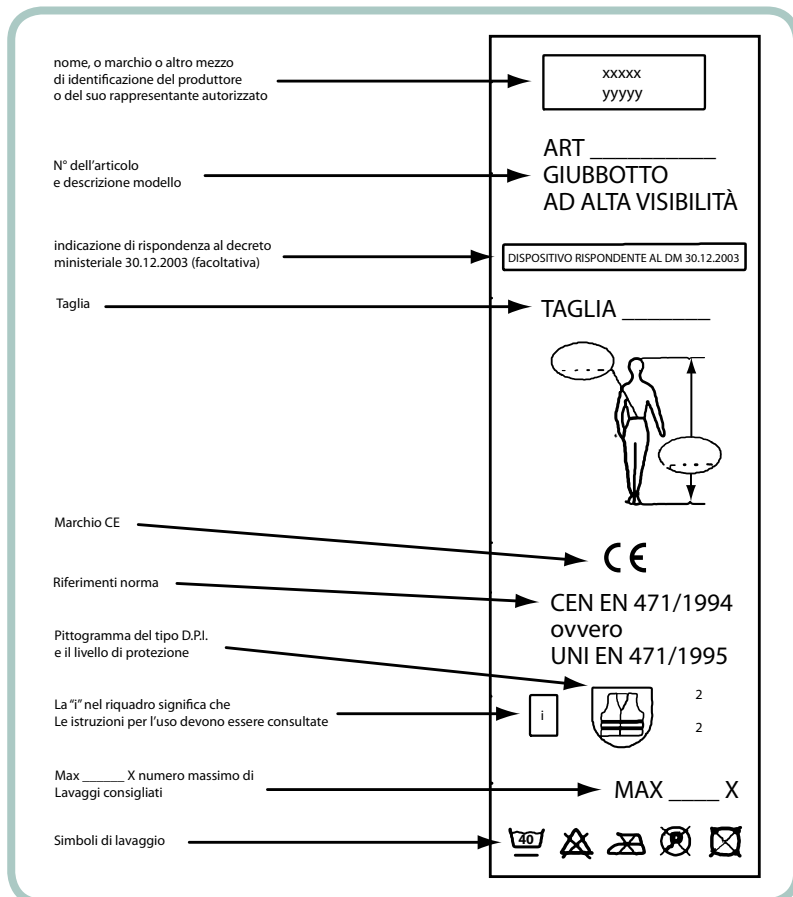 nome, o marchio o altro mezzo
di identificazione del produttore
o del suo rappresentante autorizzato
xxxxx
yyyyy
N° dell'articolo
e descrizione modello
ART __________
GIUBBOTTO
AD ALTA VISIBILITÀ
indicazione di rispondenza al decreto
ministeriale 30.12.2003 (facoltativa)
DISPOSITIVO RISPONDENTE AL DM 30.12.2003
Taglia
TAGLIA _______
Marchio CE
CE
Riferimenti norma
CEN EN 471/1994
ovvero
UNI EN 471/1995
Pittogramma del tipo D.P.I.
e il livello di protezione
2
2
La "i" nel riquadro significa che
Le istruzioni per l'uso devono essere consultate
i
Max ______ X numero massimo di
Lavaggi consigliati
MAX ____ X
Simboli di lavaggio
40
P